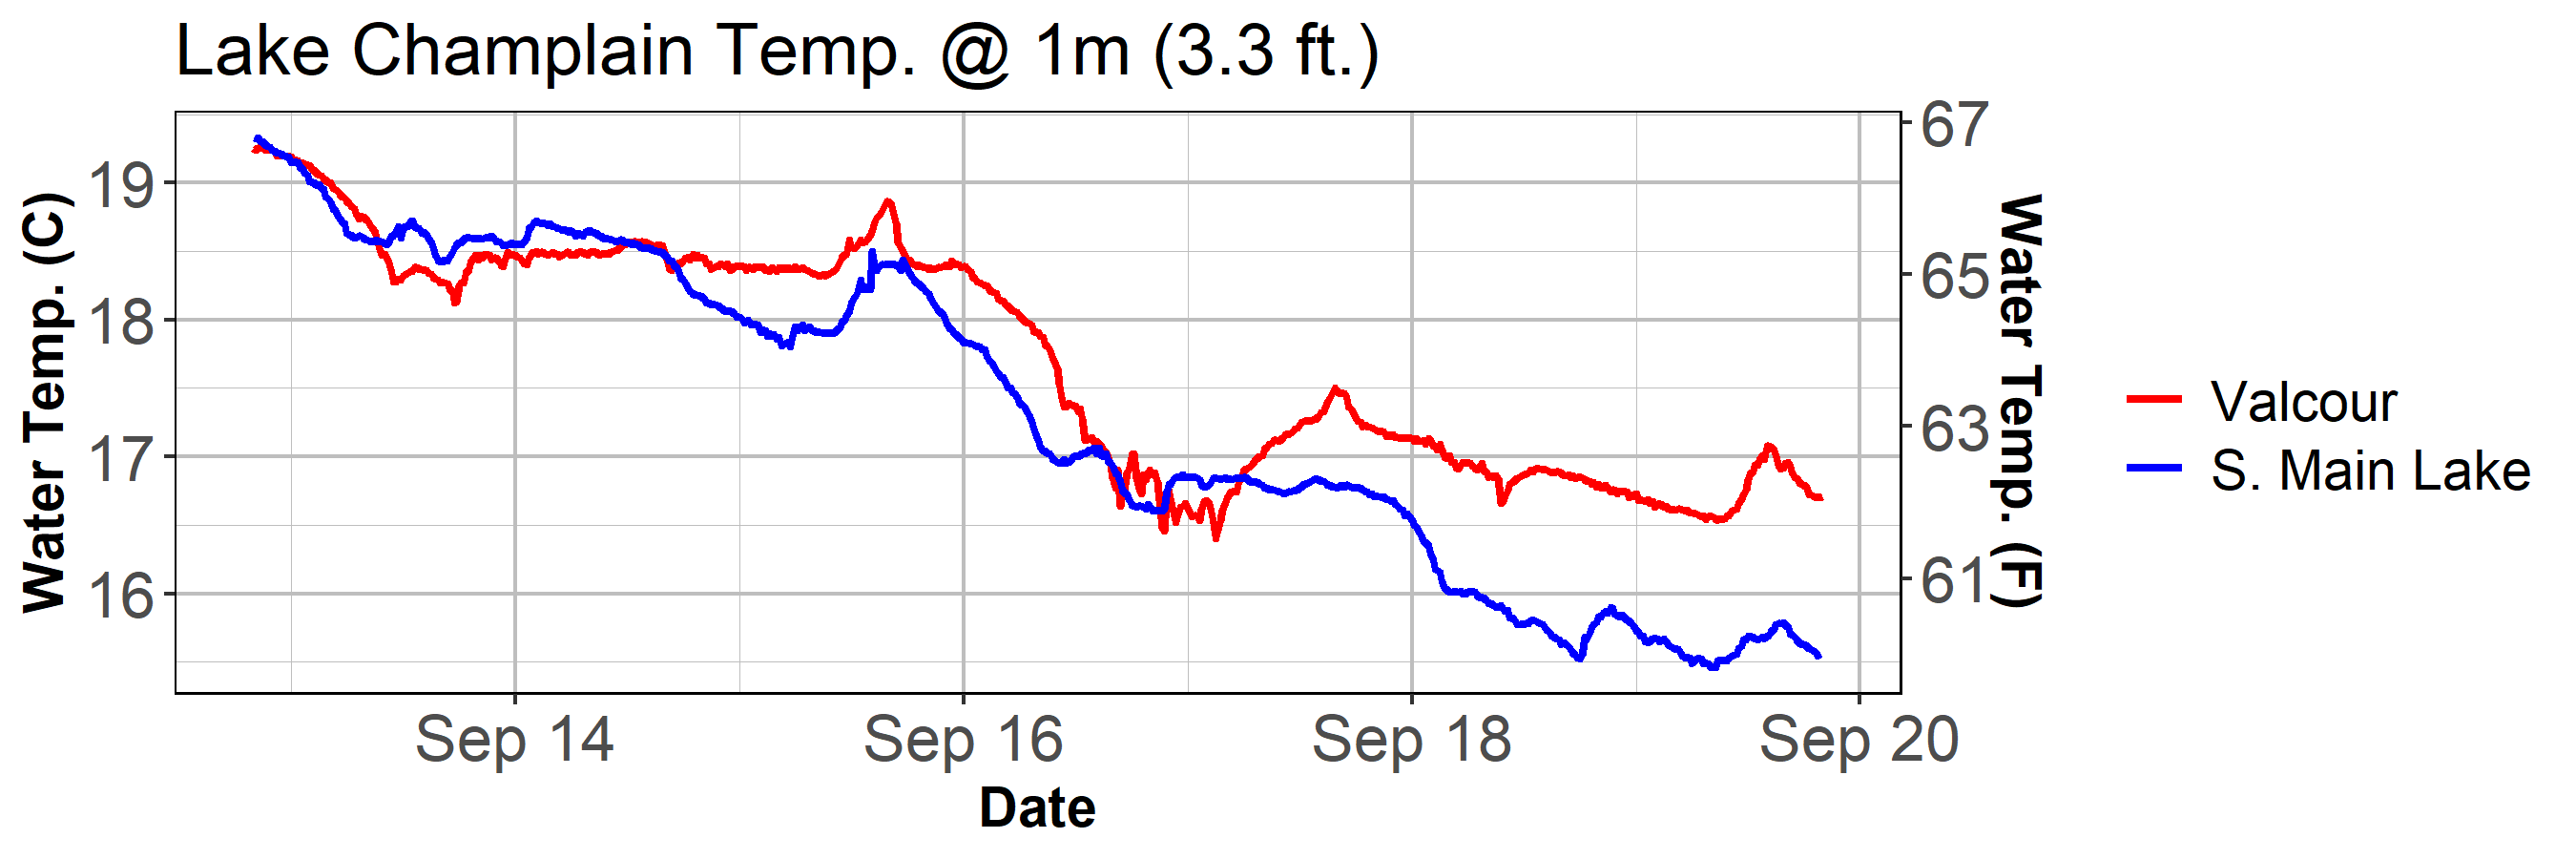 Lake Champlain Temp. @ 1m (3.3 ft.)
Water Temp. (C)
19
18
17
16
67
65
63
61
Water Temp. (F)
Sep 14
Sep 16
Sep 18
Sep 20
Date
Valcour
S. Main Lake